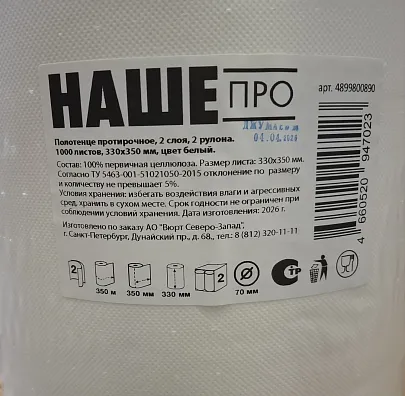 НАШЕ ПРО
арт. 4899800890
04.04.2026
Полотенце протирочное, 2 слоя, 2 рулона.
1000 листов, 330х350 мм, цвет белый.
Состав: 100% первичная целлюлоза. Размер листа: 330х350 мм.
Согласно ТУ 5463-001-51021050-2015 отклонение по размеру
и количеству не превышает 5%.
Условия хранения: избегать воздействия влаги и агрессивных
сред, хранить в сухом месте. Срок годности не ограничен при
соблюдении условий хранения. Дата изготовления: 2026 г.
Изготовлено по заказу АО "Вюрт Северо-Запад".
г. Санкт-Петербург, Дунайский пр., д. 68., тел.: 8 (812) 320-11-11
4 660520 947023
2
350 м
350 мм
330 мм
70 мм
СТР